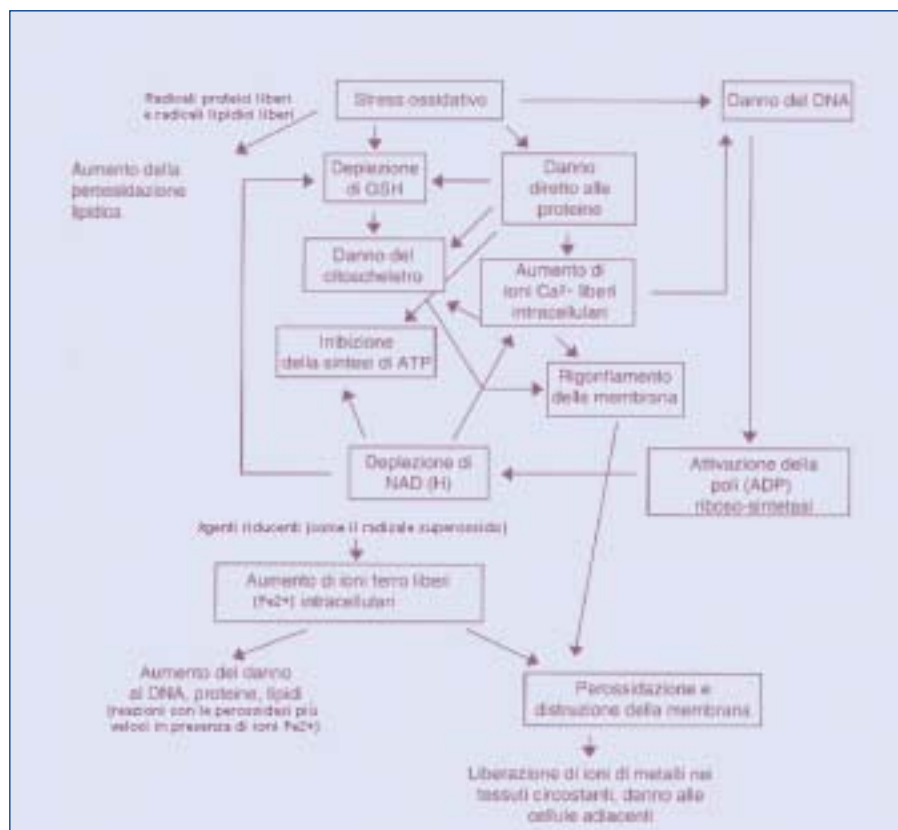 Radicali proteici liberi
e radicali lipidici liberi
Stress ossidativo
Danno del DNA
Aumento della
perossidazione
lipidica
Deplezione
di GSH
Danno
diretto alle
proteine
Danno del
citoscheletro
Aumento di
ioni Ca²⁺ liberi
intracellulari
Inibizione
della sintesi di ATP
Rigonfiamento
della membrana
Deplezione di
NAD (H)
Attivazione della
poli (ADP)
riboso-sintetasi
Agenti riducenti (come il radicale superossido)
Aumento di ioni ferro liberi
(Fe2+) intracellulari
Aumento del danno
al DNA, proteine, lipidi
(reazioni con le perossidasi più
veloci in presenza di ioni Fe2+)
Perossidazione e
distruzione della membrana
Liberazione di ioni di metalli nei
tessuti circostanti, danno alle
cellule adiacenti